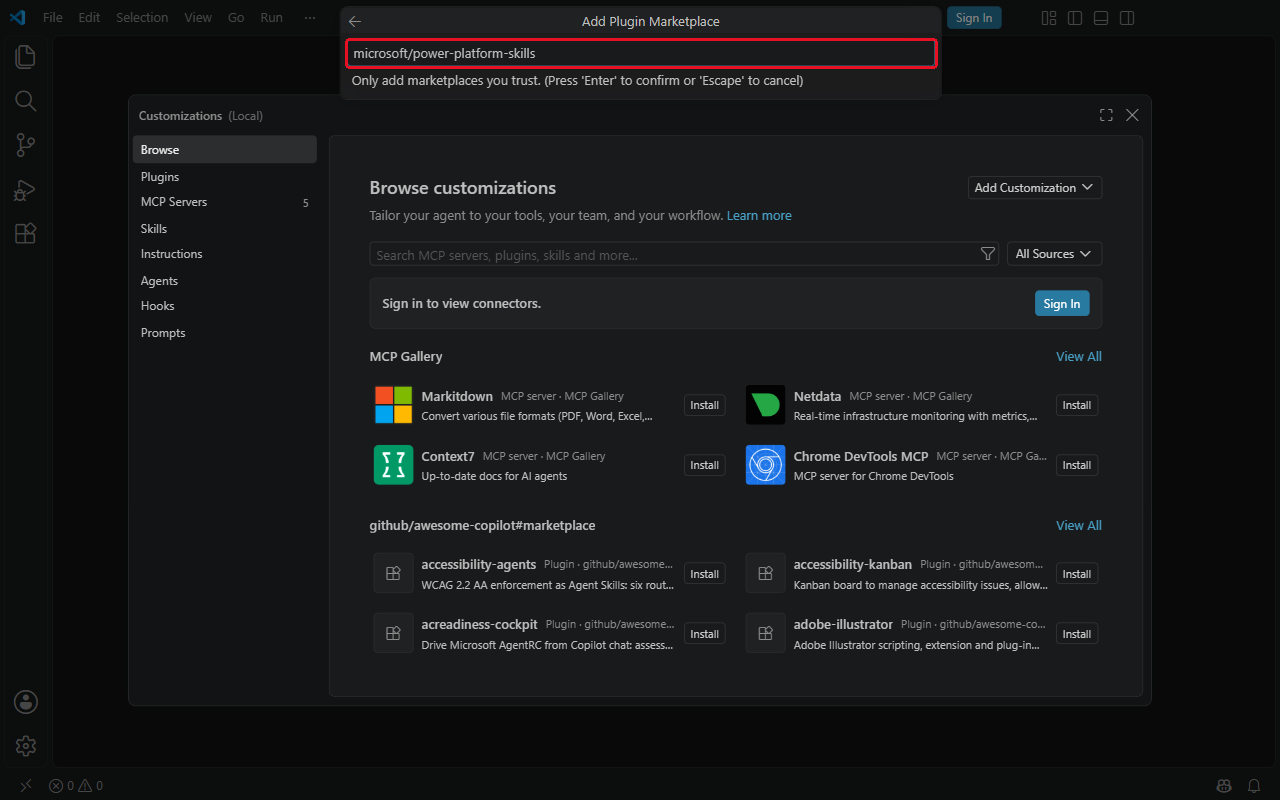 File Edit Selection View Go Run ···
Add Plugin Marketplace
Sign In
microsoft/power-platform-skills
Only add marketplaces you trust. (Press 'Enter' to confirm or 'Escape' to cancel)
Customizations (Local)
Browse
Plugins
MCP Servers 5
Skills
Instructions
Agents
Hooks
Prompts
Browse customizations
Add Customization
Tailor your agent to your tools, your team, and your workflow. Learn more
Search MCP servers, plugins, skills and more...
All Sources
Sign in to view connectors.
Sign In
MCP Gallery
View All
Markitdown MCP server · MCP Gallery
Convert various file formats (PDF, Word, Excel,...
Install
Netdata MCP server · MCP Gallery
Real-time infrastructure monitoring with metrics,...
Install
Context7 MCP server · MCP Gallery
Up-to-date docs for AI agents
Install
Chrome DevTools MCP MCP server · MCP Ga...
MCP server for Chrome DevTools
Install
github/awesome-copilot#marketplace
View All
accessibility-agents Plugin · github/awesome...
WCAG 2.2 AA enforcement as Agent Skills: six rout...
Install
accessibility-kanban Plugin · github/awesom...
Kanban board to manage accessibility issues, allow...
Install
acreadiness-cockpit Plugin · github/awesome...
Drive Microsoft AgentRC from Copilot chat: assess...
Install
adobe-illustrator Plugin · github/awesome-co...
Adobe Illustrator scripting, extension and plug-in...
Install
0 0